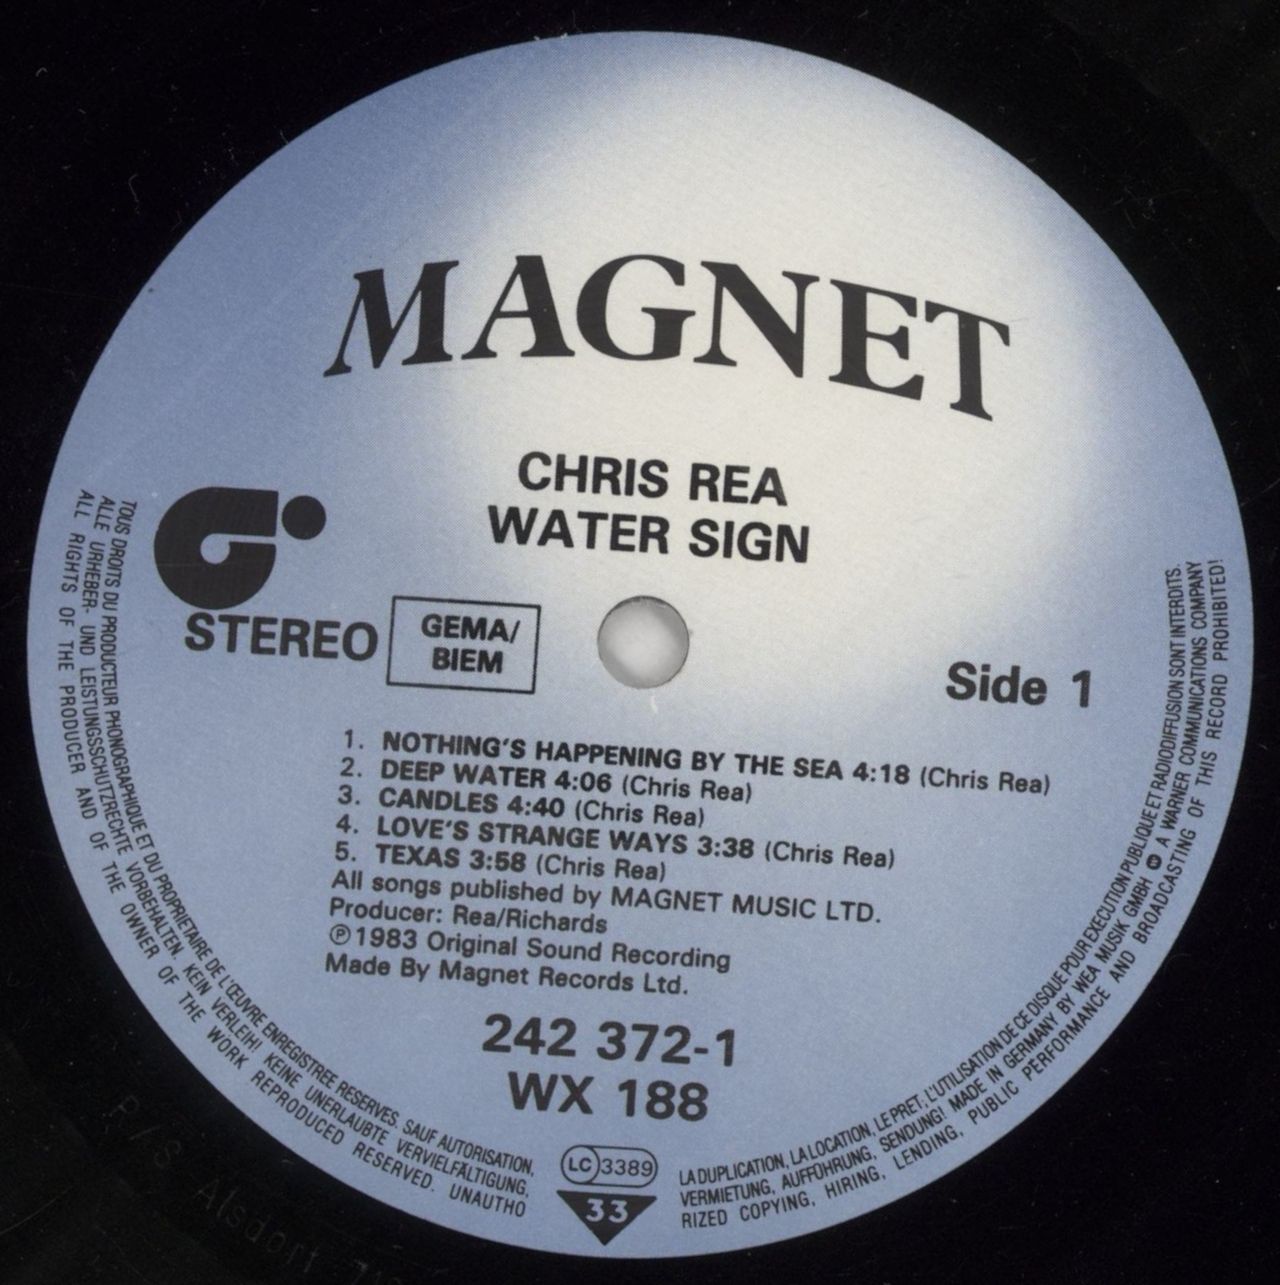 MAGNET
CHRIS REA
WATER SIGN
STEREO
GEMA/
BIEM
Side 1
1. NOTHING'S HAPPENING BY THE SEA 4:18 (Chris Rea)
2. DEEP WATER 4:06 (Chris Rea)
3. CANDLES 4:40 (Chris Rea)
4. LOVE'S STRANGE WAYS 3:38 (Chris Rea)
5. TEXAS 3:58 (Chris Rea)
All songs published by MAGNET MUSIC LTD.
Producer: Rea/Richards
℗1983 Original Sound Recording
Made By Magnet Records Ltd.
242 372-1
WX 188
LC 3389
33
TOUS DROITS DU PRODUCTEUR PHONOGRAPHIQUE ET DU PROPRIETAIRE DE L'ŒUVRE ENREGISTREE RESERVES. SAUF AUTORISATION, LA DUPLICATION, LA LOCATION, LE PRET, L'UTILISATION DE CE DISQUE POUR EXECUTION PUBLIQUE ET RADIODIFFUSION SONT INTERDITS.
ALLE URHEBER- UND LEISTUNGSSCHUTZRECHTE VORBEHALTEN. KEIN VERLEIH! KEINE UNERLAUBTE VERVIELFÄLTIGUNG, VERMIETUNG, AUFFÜHRUNG, SENDUNG! MADE IN GERMANY BY WEA MUSIK GMBH A WARNER COMMUNICATIONS COMPANY
ALL RIGHTS OF THE PRODUCER AND OF THE OWNER OF THE WORK REPRODUCED RESERVED. UNAUTHORIZED COPYING, HIRING, LENDING, PUBLIC PERFORMANCE AND BROADCASTING OF THIS RECORD PROHIBITED!
R/S Alsdorf